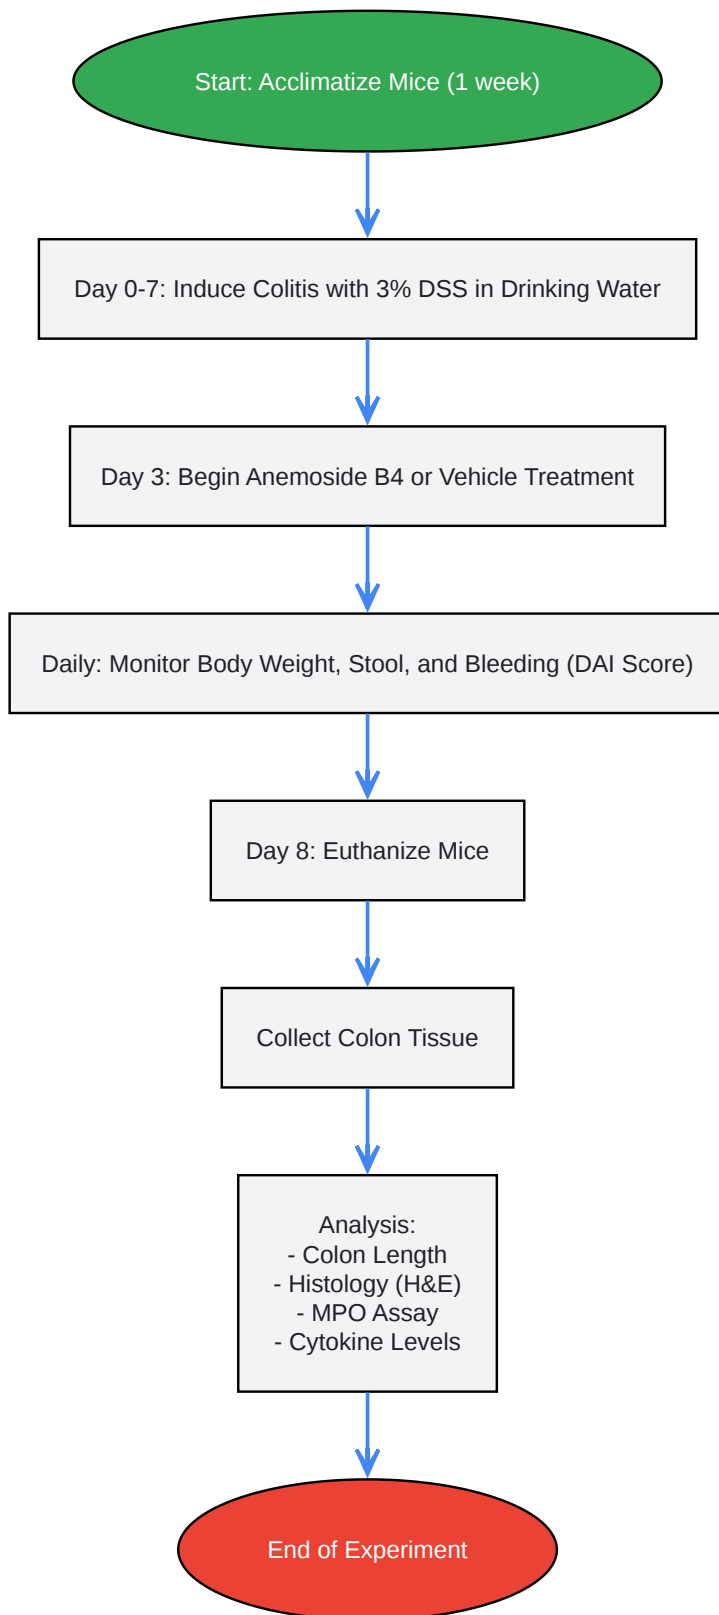 Start: Acclimatize Mice (1 week)
Day 0-7: Induce Colitis with 3% DSS in Drinking Water
Day 3: Begin Anemoside B4 or Vehicle Treatment
Daily: Monitor Body Weight, Stool, and Bleeding (DAI Score)
Day 8: Euthanize Mice
Collect Colon Tissue
Analysis:
- Colon Length
- Histology (H&E)
- MPO Assay
- Cytokine Levels
End of Experiment